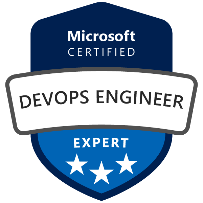 Microsoft
CERTIFIED
DEVOPS ENGINEER
EXPERT